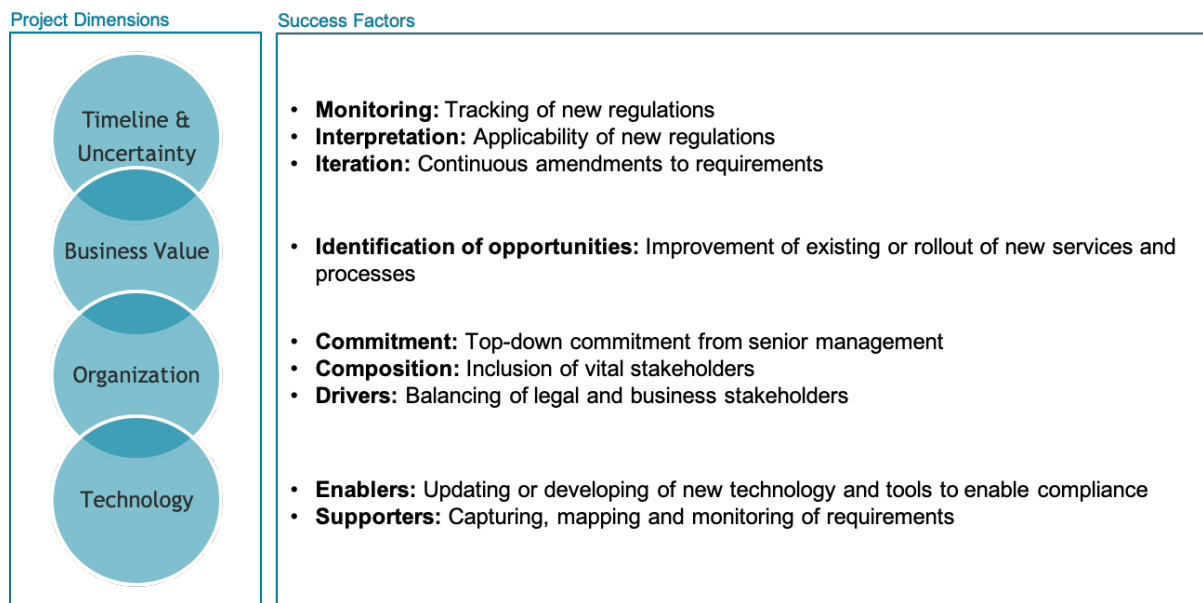 Project Dimensions
Success Factors
Timeline &
Uncertainty
• Monitoring: Tracking of new regulations
• Interpretation: Applicability of new regulations
• Iteration: Continuous amendments to requirements
Business Value
• Identification of opportunities: Improvement of existing or rollout of new services and
processes
Organization
• Commitment: Top-down commitment from senior management
• Composition: Inclusion of vital stakeholders
• Drivers: Balancing of legal and business stakeholders
Technology
• Enablers: Updating or developing of new technology and tools to enable compliance
• Supporters: Capturing, mapping and monitoring of requirements